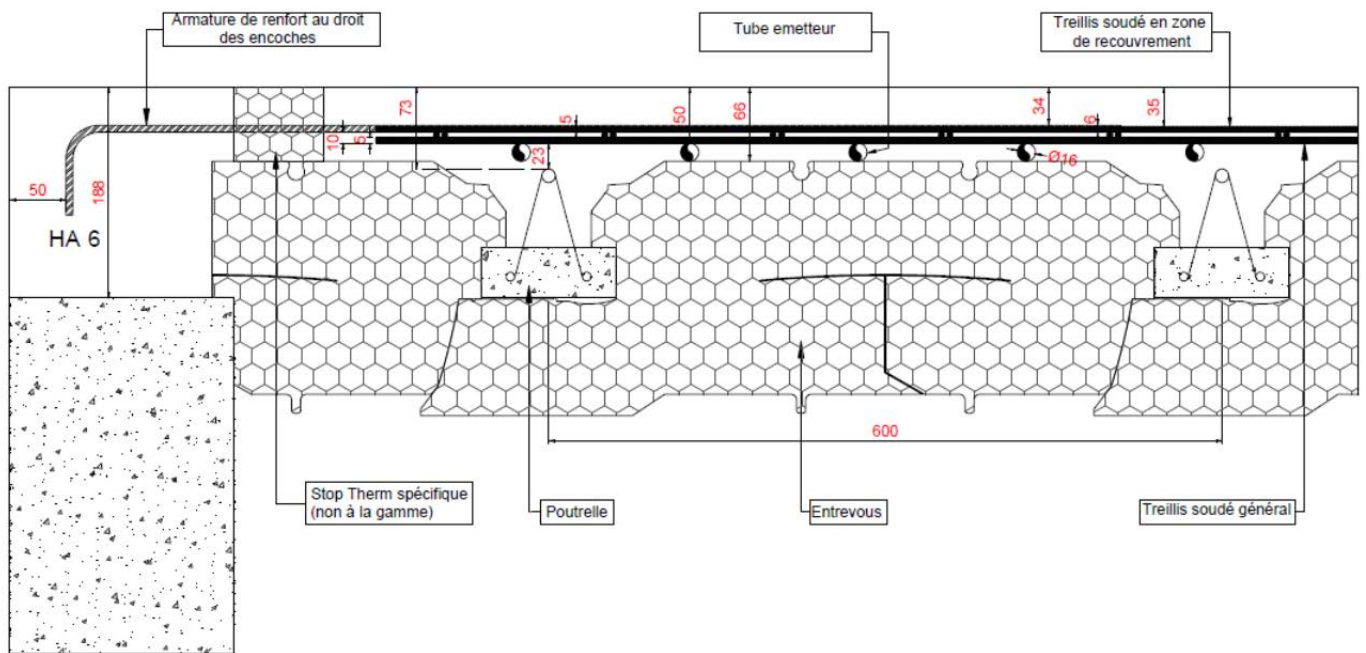 Armature de renfort au droit
des encoches
Tube emetteur
Treillis soudé en zone
de recouvrement
73
5
50
66
34
6
35
10
5
23
Ø16
50
188
HA 6
600
Stop Therm spécifique
(non à la gamme)
Poutrelle
Entrevous
Treillis soudé général